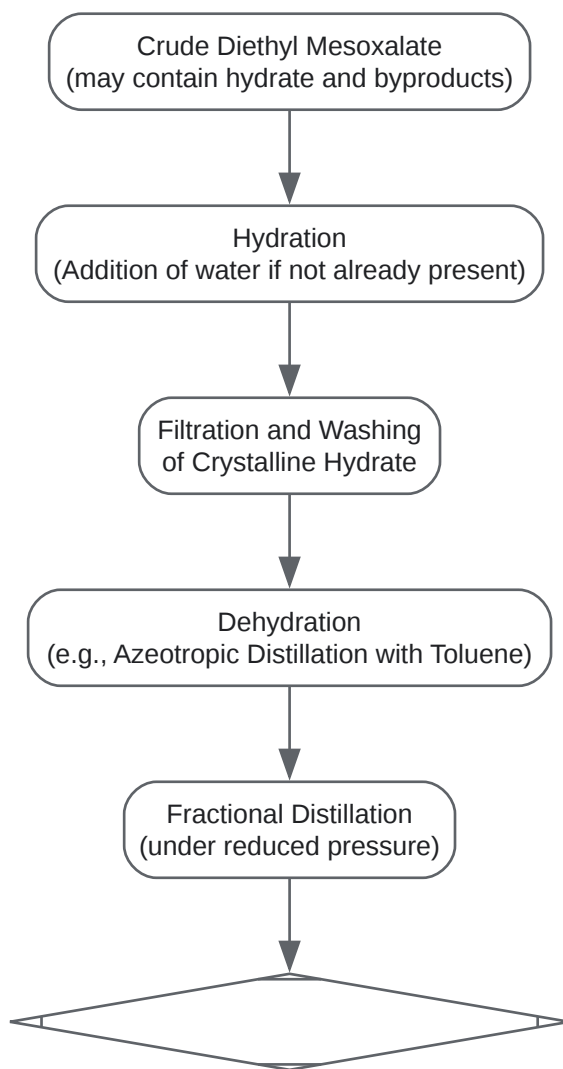 Crude Diethyl Mesoxalate
(may contain hydrate and byproducts)
Hydration
(Addition of water if not already present)
Filtration and Washing
of Crystalline Hydrate
Dehydration
(e.g., Azeotropic Distillation with Toluene)
Fractional Distillation
(under reduced pressure)